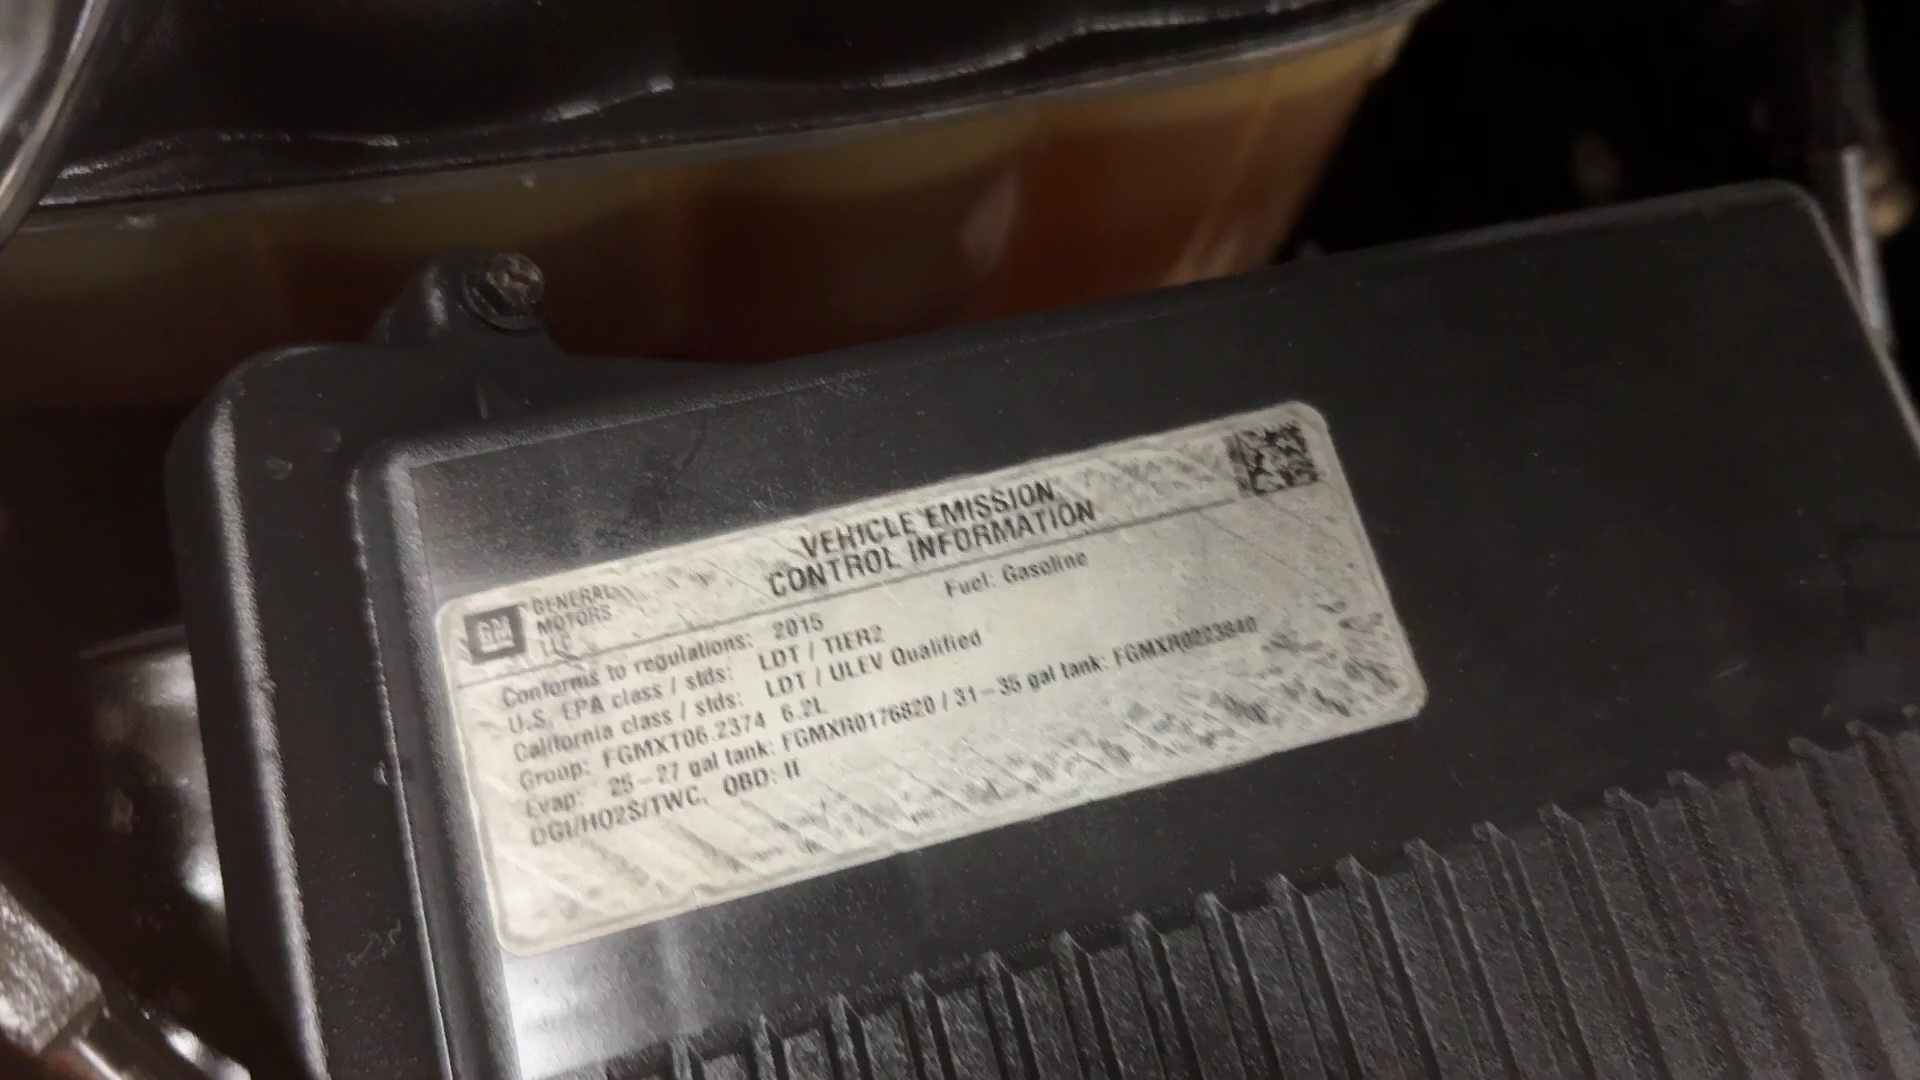 VEHICLE EMISSION
CONTROL INFORMATION
GM
GENERAL
MOTORS
LLC
Fuel: Gasoline
Conforms to regulations: 2015
U.S. EPA class / stds: LDT / TIER2
California class / stds: LDT / ULEV Qualified
Group: FGMXT06.2374 6.2L
Evap: 25-27 gal tank: FGMXR0176820 / 31-35 gal tank: FGMXR0223840
DGI/HO2S/TWC, OBD: II